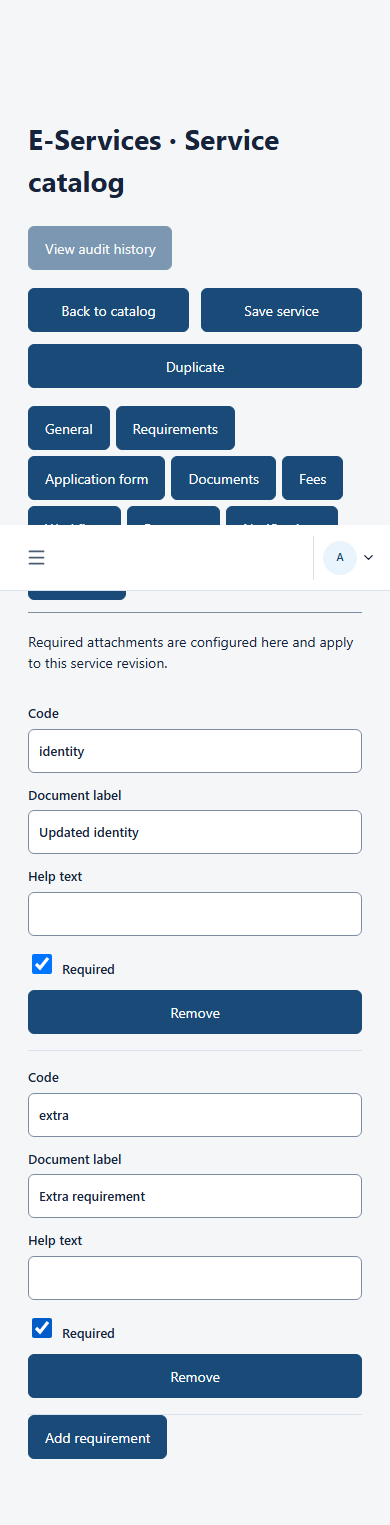 E-Services · Service
catalog
View audit history
Back to catalog
Save service
Duplicate
General
Requirements
Application form
Documents
Fees
A
Required attachments are configured here and apply
to this service revision.
Code
identity
Document label
Updated identity
Help text
Required
Remove
Code
extra
Document label
Extra requirement
Help text
Required
Remove
Add requirement